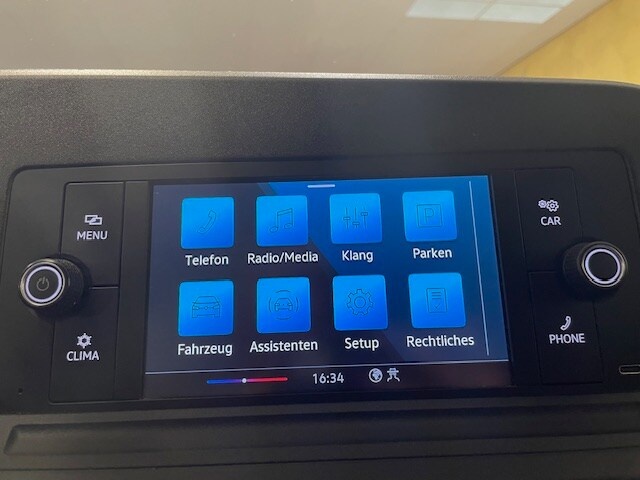 MENU
CLIMA
Telefon
Radio/Media
Klang
P
Parken
Fahrzeug
Assistenten
Setup
Rechtliches
16:34
CAR
PHONE